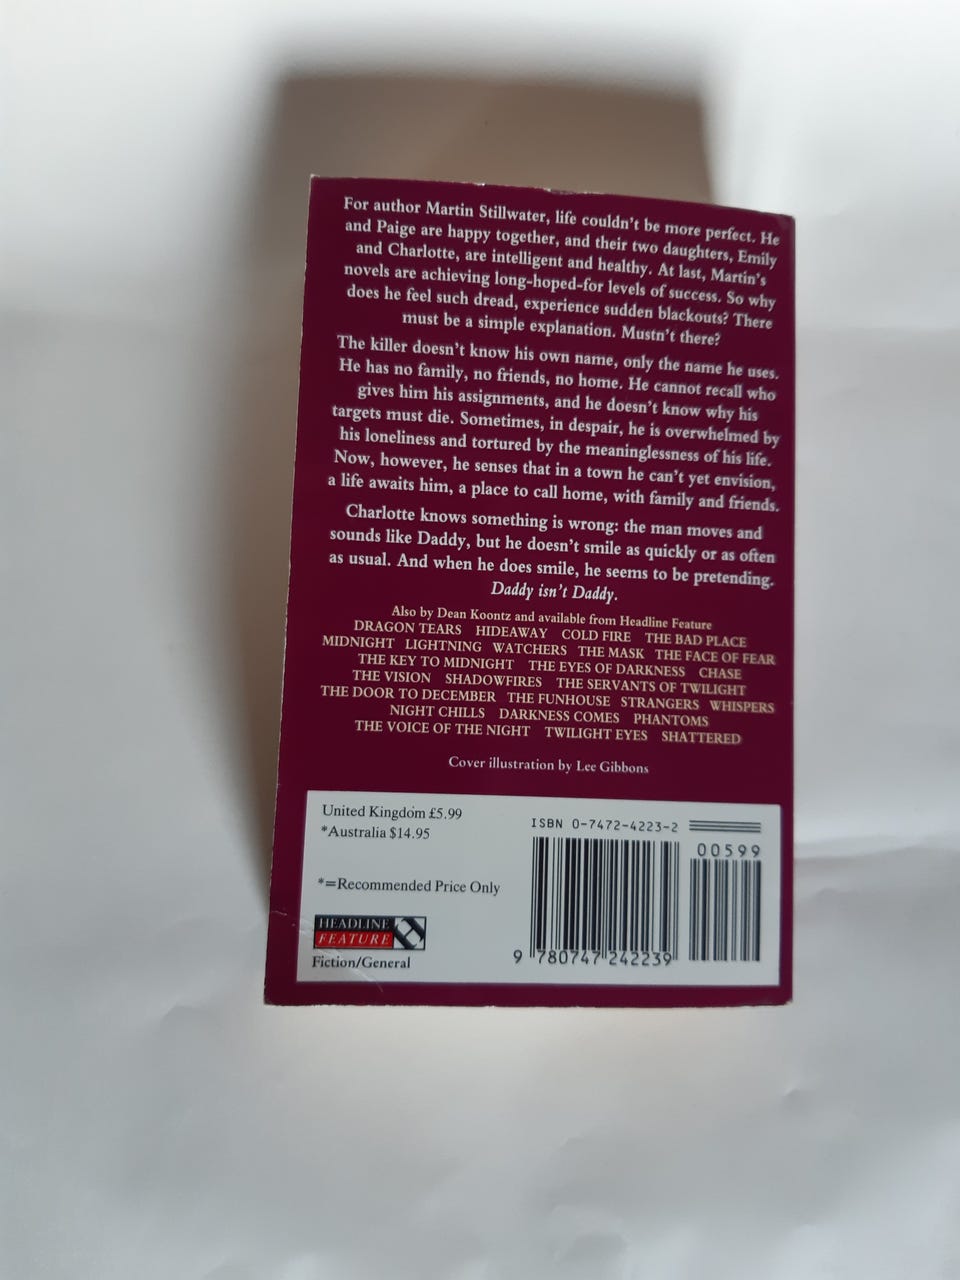 For author Martin Stillwater, life couldn't be more perfect. He
and Paige are happy together, and their two daughters, Emily
and Charlotte, are intelligent and healthy. At last, Martin's
novels are achieving long-hoped-for levels of success. So why
does he feel such dread, experience sudden blackouts? There
must be a simple explanation. Mustn't there?
The killer doesn't know his own name, only the name he uses.
He has no family, no friends, no home. He cannot recall who
gives him his assignments, and he doesn't know why his
targets must die. Sometimes, in despair, he is overwhelmed by
his loneliness and tortured by the meaninglessness of his life.
Now, however, he senses that in a town he can't yet envision,
a life awaits him, a place to call home, with family and friends.
Charlotte knows something is wrong: the man moves and
sounds like Daddy, but he doesn't smile as quickly or as often
as usual. And when he does smile, he seems to be pretending.
Daddy isn't Daddy.
Also by Dean Koontz and available from Headline Feature
DRAGON TEARS HIDEAWAY COLD FIRE THE BAD PLACE
MIDNIGHT LIGHTNING WATCHERS THE MASK THE FACE OF FEAR
THE KEY TO MIDNIGHT THE EYES OF DARKNESS CHASE
THE VISION SHADOWFIRES THE SERVANTS OF TWILIGHT
THE DOOR TO DECEMBER THE FUNHOUSE STRANGERS WHISPERS
NIGHT CHILLS DARKNESS COMES PHANTOMS
THE VOICE OF THE NIGHT TWILIGHT EYES SHATTERED
Cover illustration by Lee Gibbons
United Kingdom £5.99
*Australia $14.95
*=Recommended Price Only
HEADLINE
FEATURE
Fiction/General
ISBN 0-7472-4223-2
00599
9 780747 242239